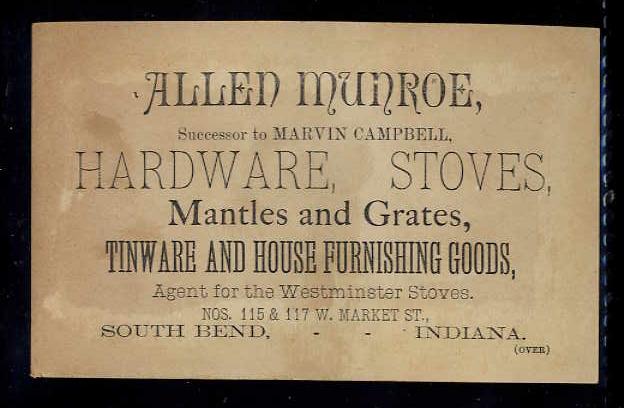 ALLEN MUNROE,
Successor to MARVIN CAMPBELL,
HARDWARE, STOVES,
Mantles and Grates,
TINWARE AND HOUSE FURNISHING GOODS,
Agent for the Westminster Stoves.
NOS. 115 & 117 W. MARKET ST.,
SOUTH BEND, - - INDIANA.
(OVER)